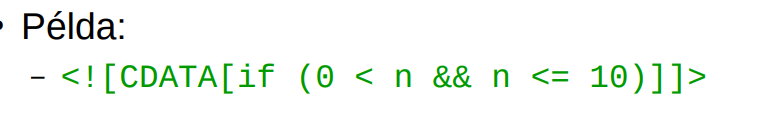 • Példa:
– <![CDATA[if (0 < n && n <= 10)]]>